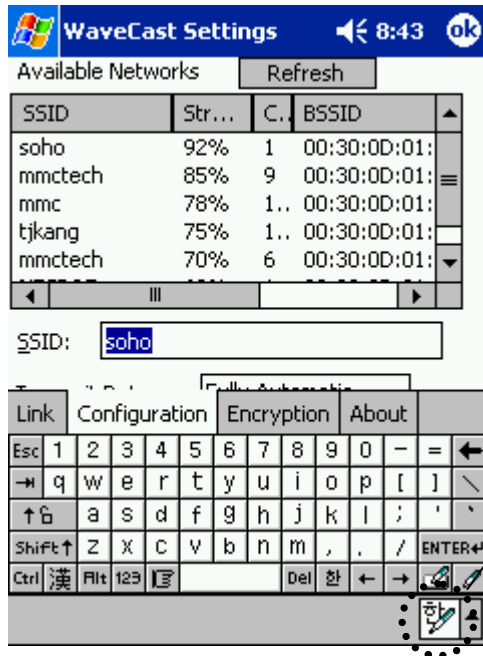 WaveCast Settings 8:43 ok
Available Networks Refresh
SSID Str... C.. BSSID
soho 92% 1 00:30:0D:01:
mmctech 85% 9 00:30:0D:01:
mmc 78% 1.. 00:30:0D:01:
tjkang 75% 1.. 00:30:0D:01:
mmctech 70% 6 00:30:0D:01:
SSID: soho
Fully Automatic
Link Configuration Encryption About
Esc 1 2 3 4 5 6 7 8 9 0 - =
q w e r t y u i o p [ ] \
a s d f g h j k l ; ' `
Shift z x c v b n m , . / ENTER
Ctrl 漢 Alt 123 Del 한 ← →
한